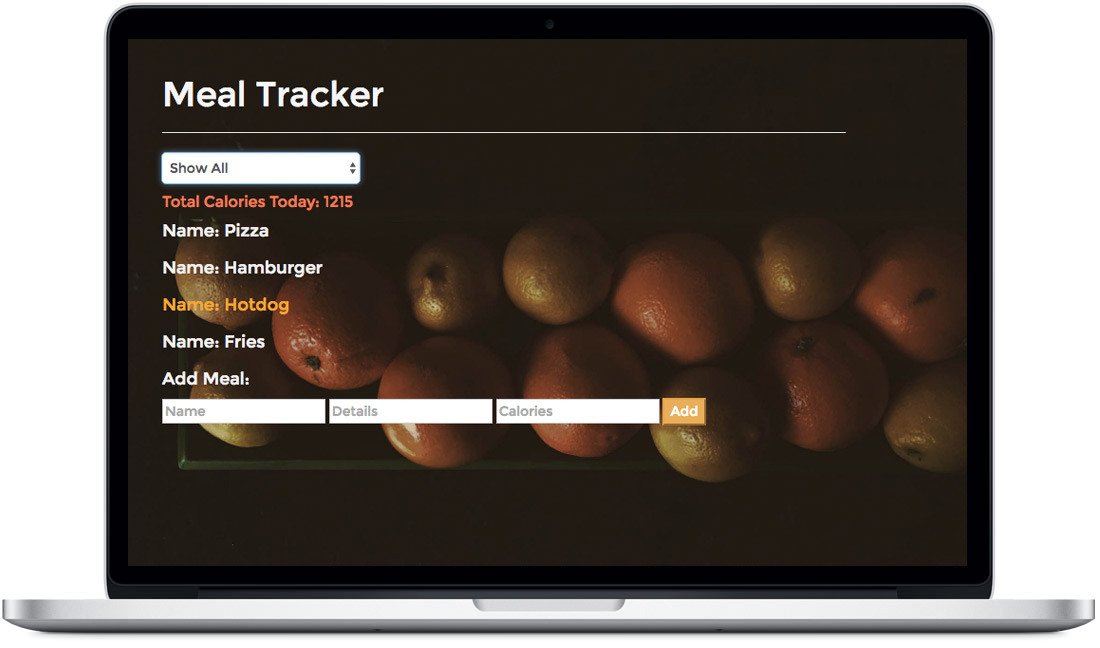 Meal Tracker
Show All
Total Calories Today: 1215
Name: Pizza
Name: Hamburger
Name: Hotdog
Name: Fries
Add Meal:
Name Details Calories Add